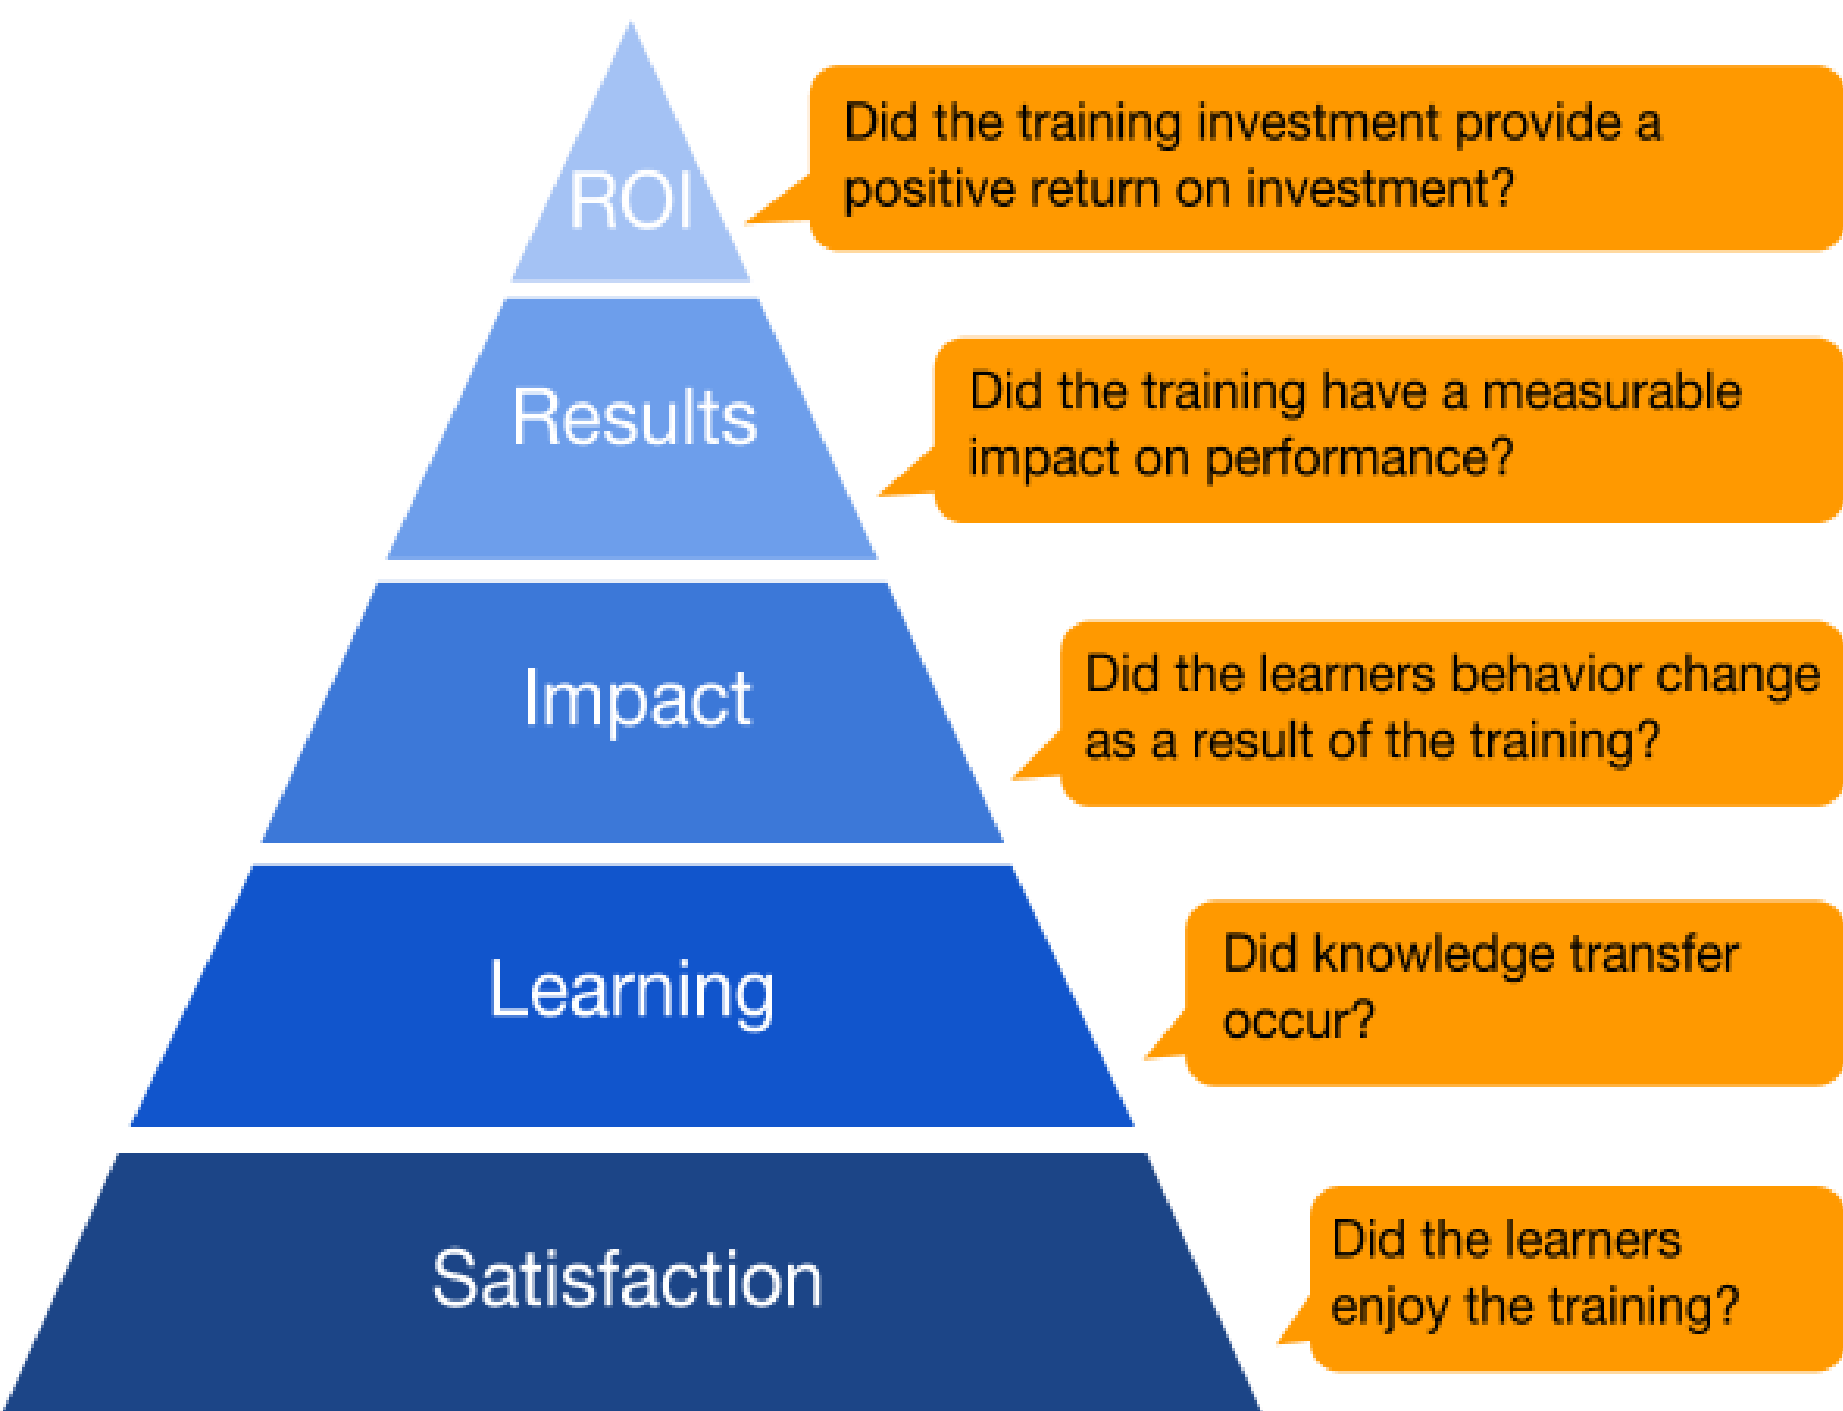 ROI
Did the training investment provide a
positive return on investment?
Results
Did the training have a measurable
impact on performance?
Impact
Did the learners behavior change
as a result of the training?
Learning
Did knowledge transfer
occur?
Satisfaction
Did the learners
enjoy the training?